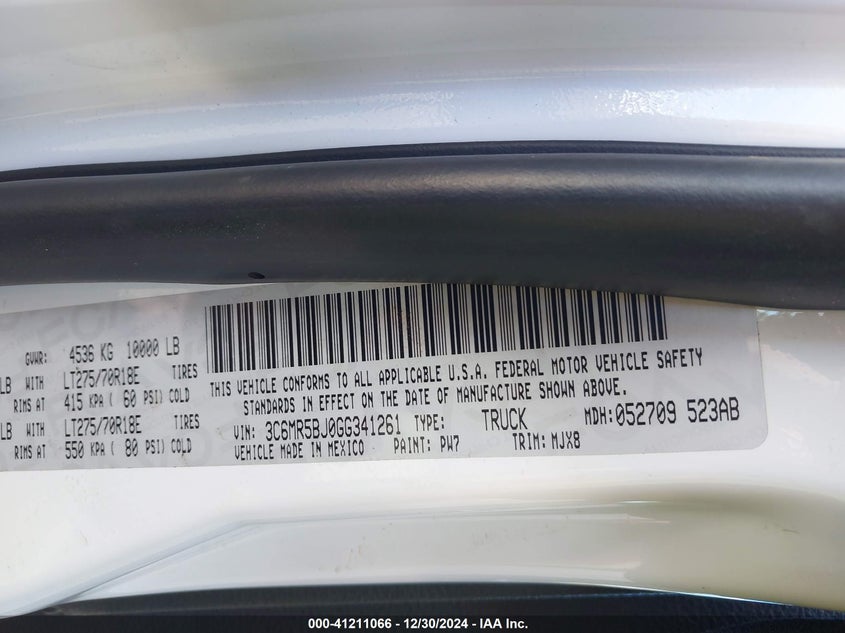 GVWR: 4536 KG 10000 LB
LB WITH LT275/70R18E TIRES
RIMS AT 415 KPA ( 60 PSI) COLD
LB WITH LT275/70R18E TIRES
RIMS AT 550 KPA ( 80 PSI) COLD
THIS VEHICLE CONFORMS TO ALL APPLICABLE U.S.A. FEDERAL MOTOR VEHICLE SAFETY
STANDARDS IN EFFECT ON THE DATE OF MANUFACTURE SHOWN ABOVE.
VIN: 3C6MR5BJ0GG341261 TYPE: TRUCK MDH:052709 523AB
VEHICLE MADE IN MEXICO PAINT: PW7 TRIM: MJX8
000-41211066 - 12/30/2024 - IAA Inc.